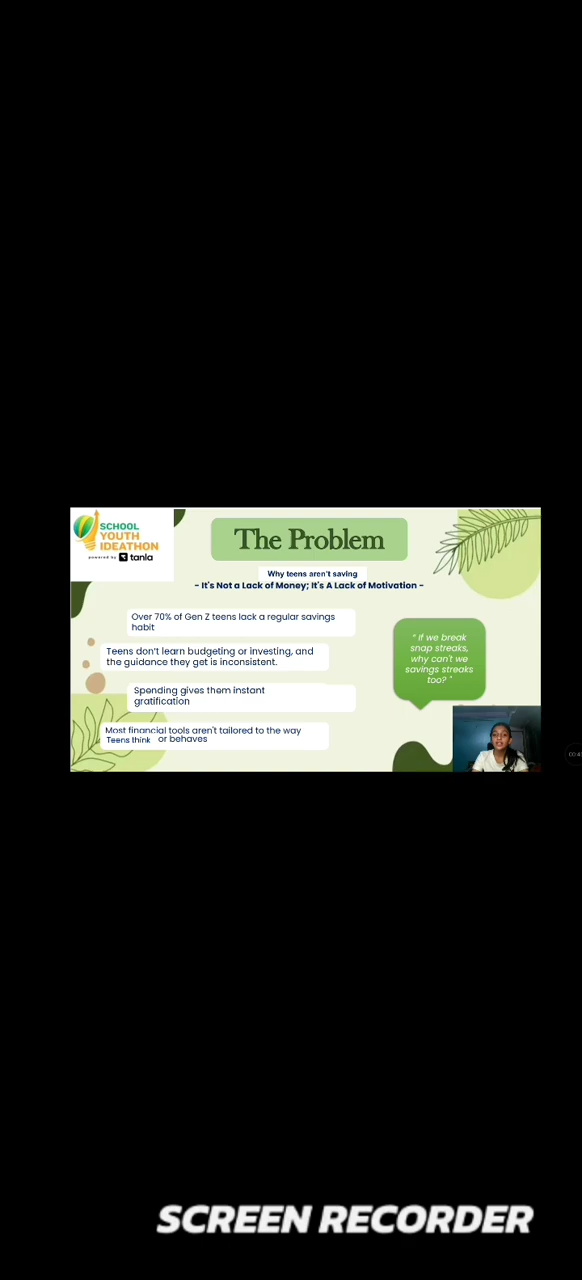 SCHOOL
YOUTH
IDEATHON
powered by tanla
The Problem
Why teens aren't saving
- It's Not a Lack of Money; It's A Lack of Motivation -
Over 70% of Gen Z teens lack a regular savings
habit
Teens don't learn budgeting or investing, and
the guidance they get is inconsistent.
Spending gives them instant
gratification
Most financial tools aren't tailored to the way
Teens think or behaves
" If we break
snap streaks,
why can't we
savings streaks
too? "
SCREEN RECORDER